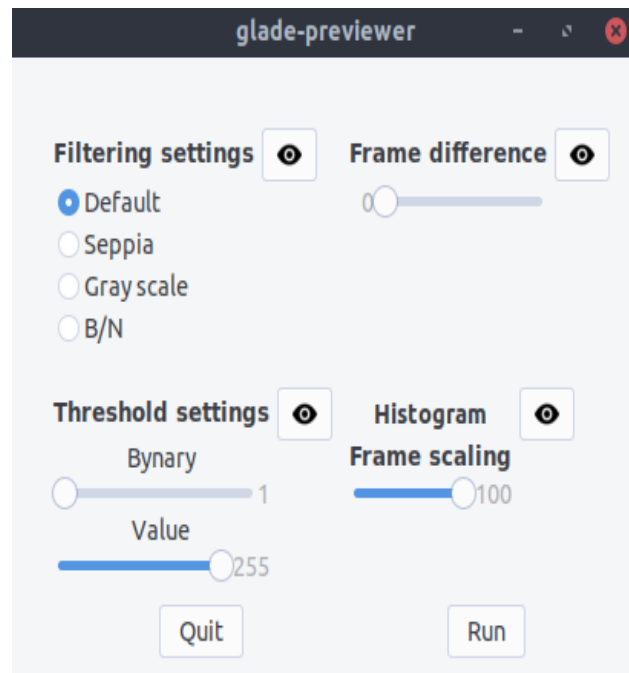 glade-previewer
Filtering settings
Default
Seppia
Gray scale
B/N
Frame difference
0
Threshold settings
Bynary
1
Value
255
Histogram
Frame scaling
100
Quit
Run